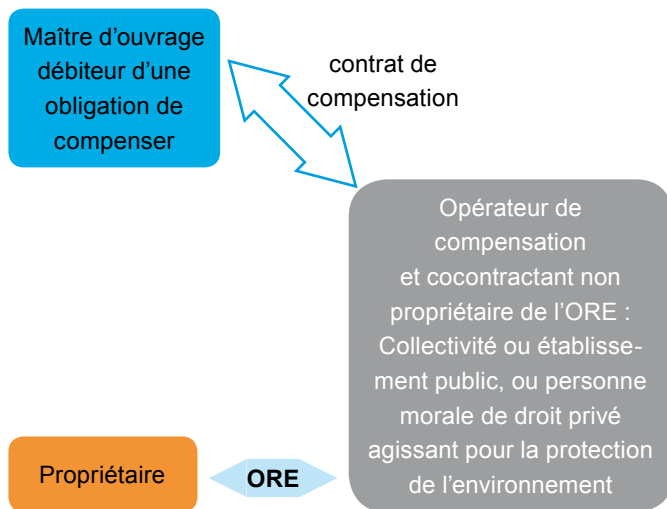 Maître d'ouvrage
débiteur d'une
obligation de
compenser
contrat de
compensation
Opérateur de
compensation
et cocontractant non
propriétaire de l'ORE :
Collectivité ou établisse-
ment public, ou personne
morale de droit privé
agissant pour la protection
de l'environnement
Propriétaire
ORE